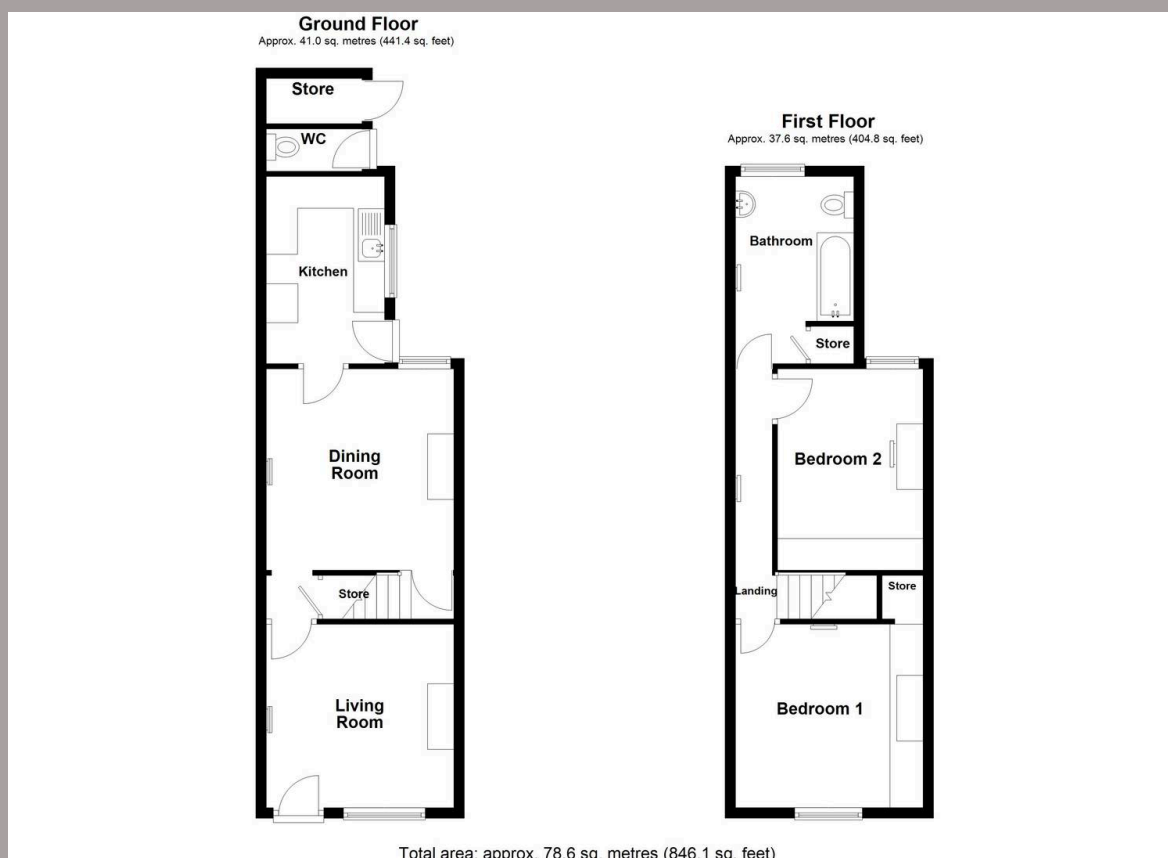 Ground Floor
Approx. 41.0 sq. metres (441.4 sq. feet)
Store
WC
Kitchen
Dining
Room
Store
Living
Room
First Floor
Approx. 37.6 sq. metres (404.8 sq. feet)
Bathroom
Store
Bedroom 2
Landing
Store
Bedroom 1
Total area: approx. 78.6 sq. metres (846.1 sq. feet)